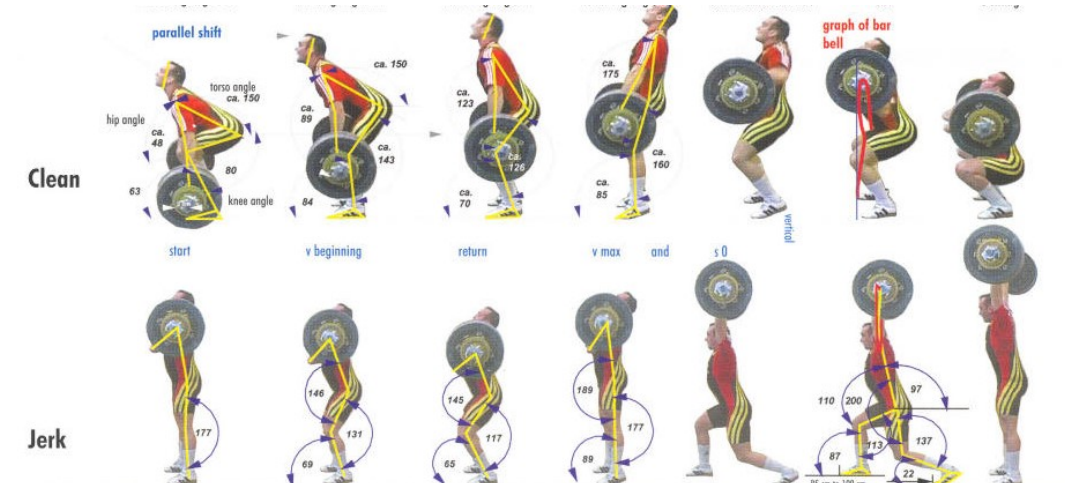 parallel shift
graph of bar
bell
torso angle
ca. 150
hip angle
ca.
48
80
63
knee angle
ca. 150
ca.
89
ca.
143
84
ca.
123
ca.
126
ca.
70
ca.
175
ca.
160
ca.
85
vertical
Clean
start
v beginning
return
v max and s 0
177
146
131
69
145
117
65
189
177
89
110
200
97
113
137
87
22
Jerk